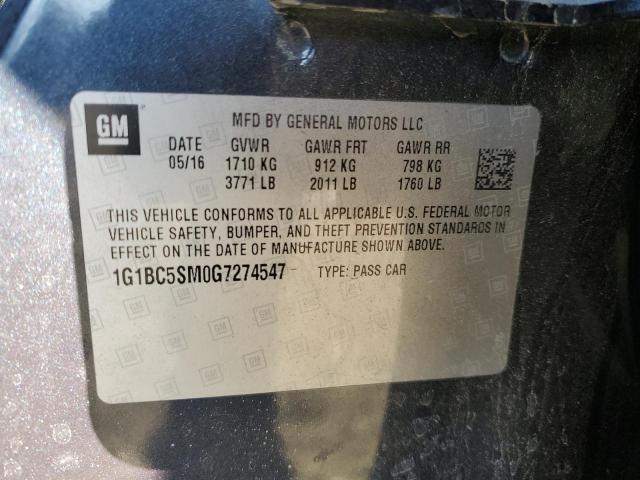 GM
MFD BY GENERAL MOTORS LLC
DATE GVWR GAWR FRT GAWR RR
05/16 1710 KG 912 KG 798 KG
3771 LB 2011 LB 1760 LB
THIS VEHICLE CONFORMS TO ALL APPLICABLE U.S. FEDERAL MOTOR
VEHICLE SAFETY, BUMPER, AND THEFT PREVENTION STANDARDS IN
EFFECT ON THE DATE OF MANUFACTURE SHOWN ABOVE.
1G1BC5SM0G7274547 TYPE: PASS CAR